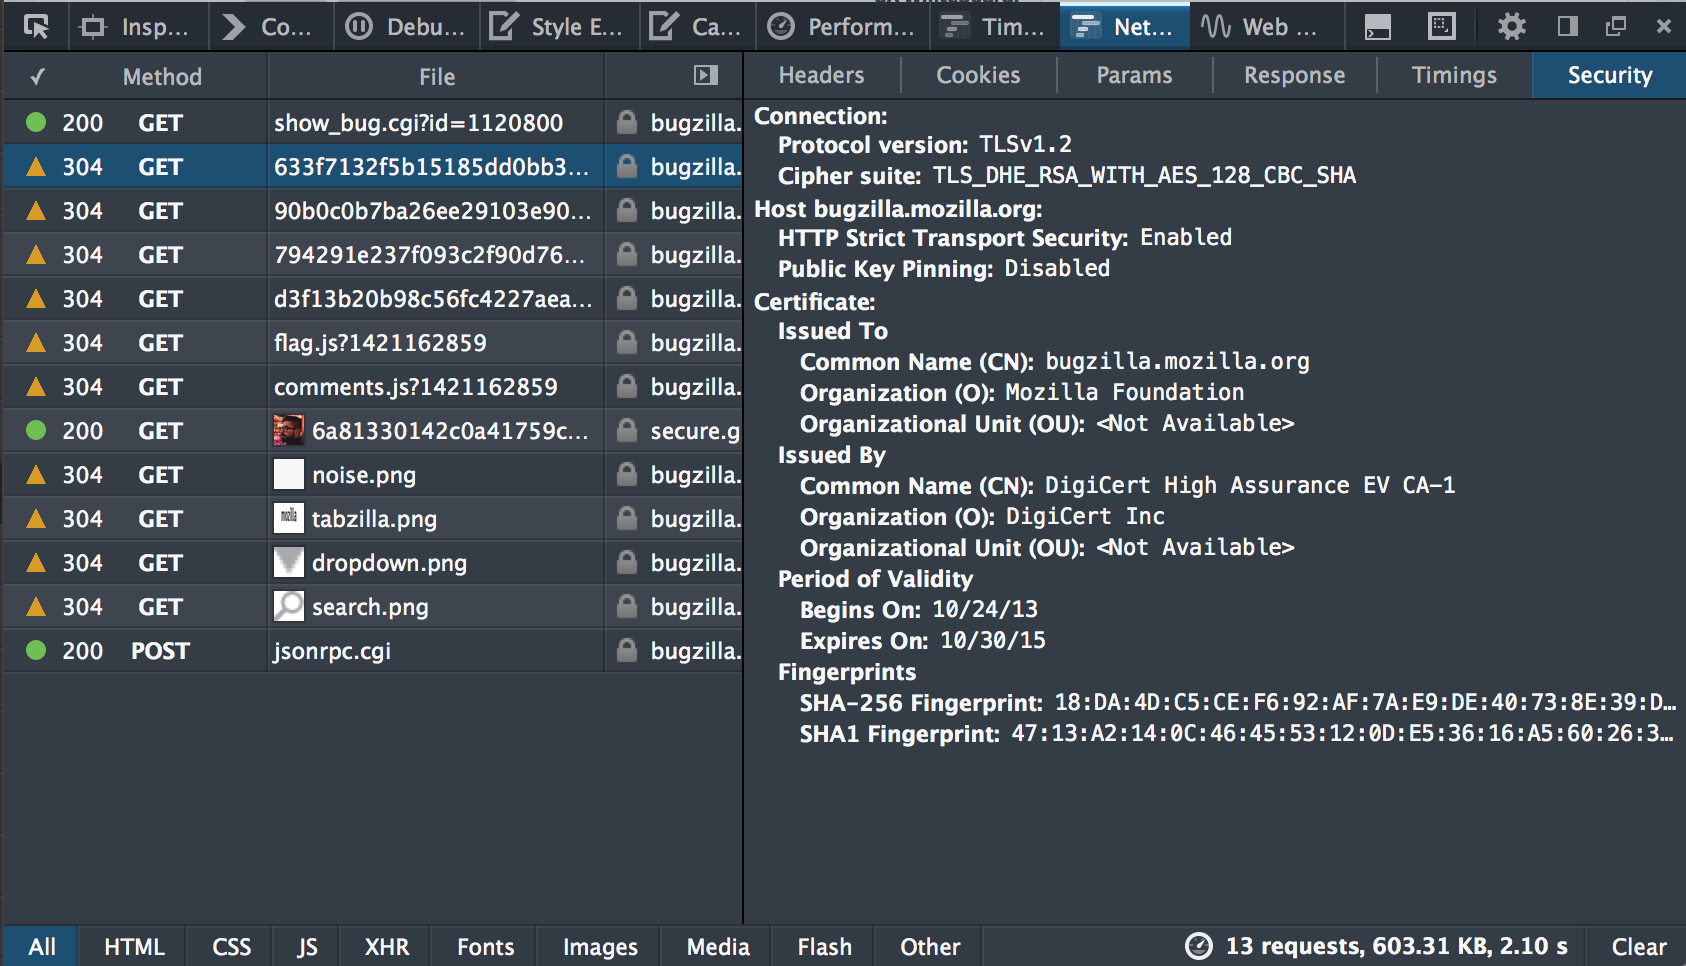 Insp... Co... Debu... Style E... Ca... Perform... Tim... Net... Web ...
✓ Method File
Headers Cookies Params Response Timings Security
200 GET show_bug.cgi?id=1120800 bugzilla.
304 GET 633f7132f5b15185dd0bb3... bugzilla.
304 GET 90b0c0b7ba26ee29103e90... bugzilla.
304 GET 794291e237f093c2f90d76... bugzilla.
304 GET d3f13b20b98c56fc4227aea... bugzilla.
304 GET flag.js?1421162859 bugzilla.
304 GET comments.js?1421162859 bugzilla.
200 GET 6a81330142c0a41759c... secure.g
304 GET noise.png bugzilla.
304 GET mozilla tabzilla.png bugzilla.
304 GET dropdown.png bugzilla.
304 GET search.png bugzilla.
200 POST jsonrpc.cgi bugzilla.
Connection:
Protocol version: TLSv1.2
Cipher suite: TLS_DHE_RSA_WITH_AES_128_CBC_SHA
Host bugzilla.mozilla.org:
HTTP Strict Transport Security: Enabled
Public Key Pinning: Disabled
Certificate:
Issued To
Common Name (CN): bugzilla.mozilla.org
Organization (O): Mozilla Foundation
Organizational Unit (OU): <Not Available>
Issued By
Common Name (CN): DigiCert High Assurance EV CA-1
Organization (O): DigiCert Inc
Organizational Unit (OU): <Not Available>
Period of Validity
Begins On: 10/24/13
Expires On: 10/30/15
Fingerprints
SHA-256 Fingerprint: 18:DA:4D:C5:CE:F6:92:AF:7A:E9:DE:40:73:8E:39:D...
SHA1 Fingerprint: 47:13:A2:14:0C:46:45:53:12:0D:E5:36:16:A5:60:26:3...
All HTML CSS JS XHR Fonts Images Media Flash Other 13 requests, 603.31 KB, 2.10 s Clear